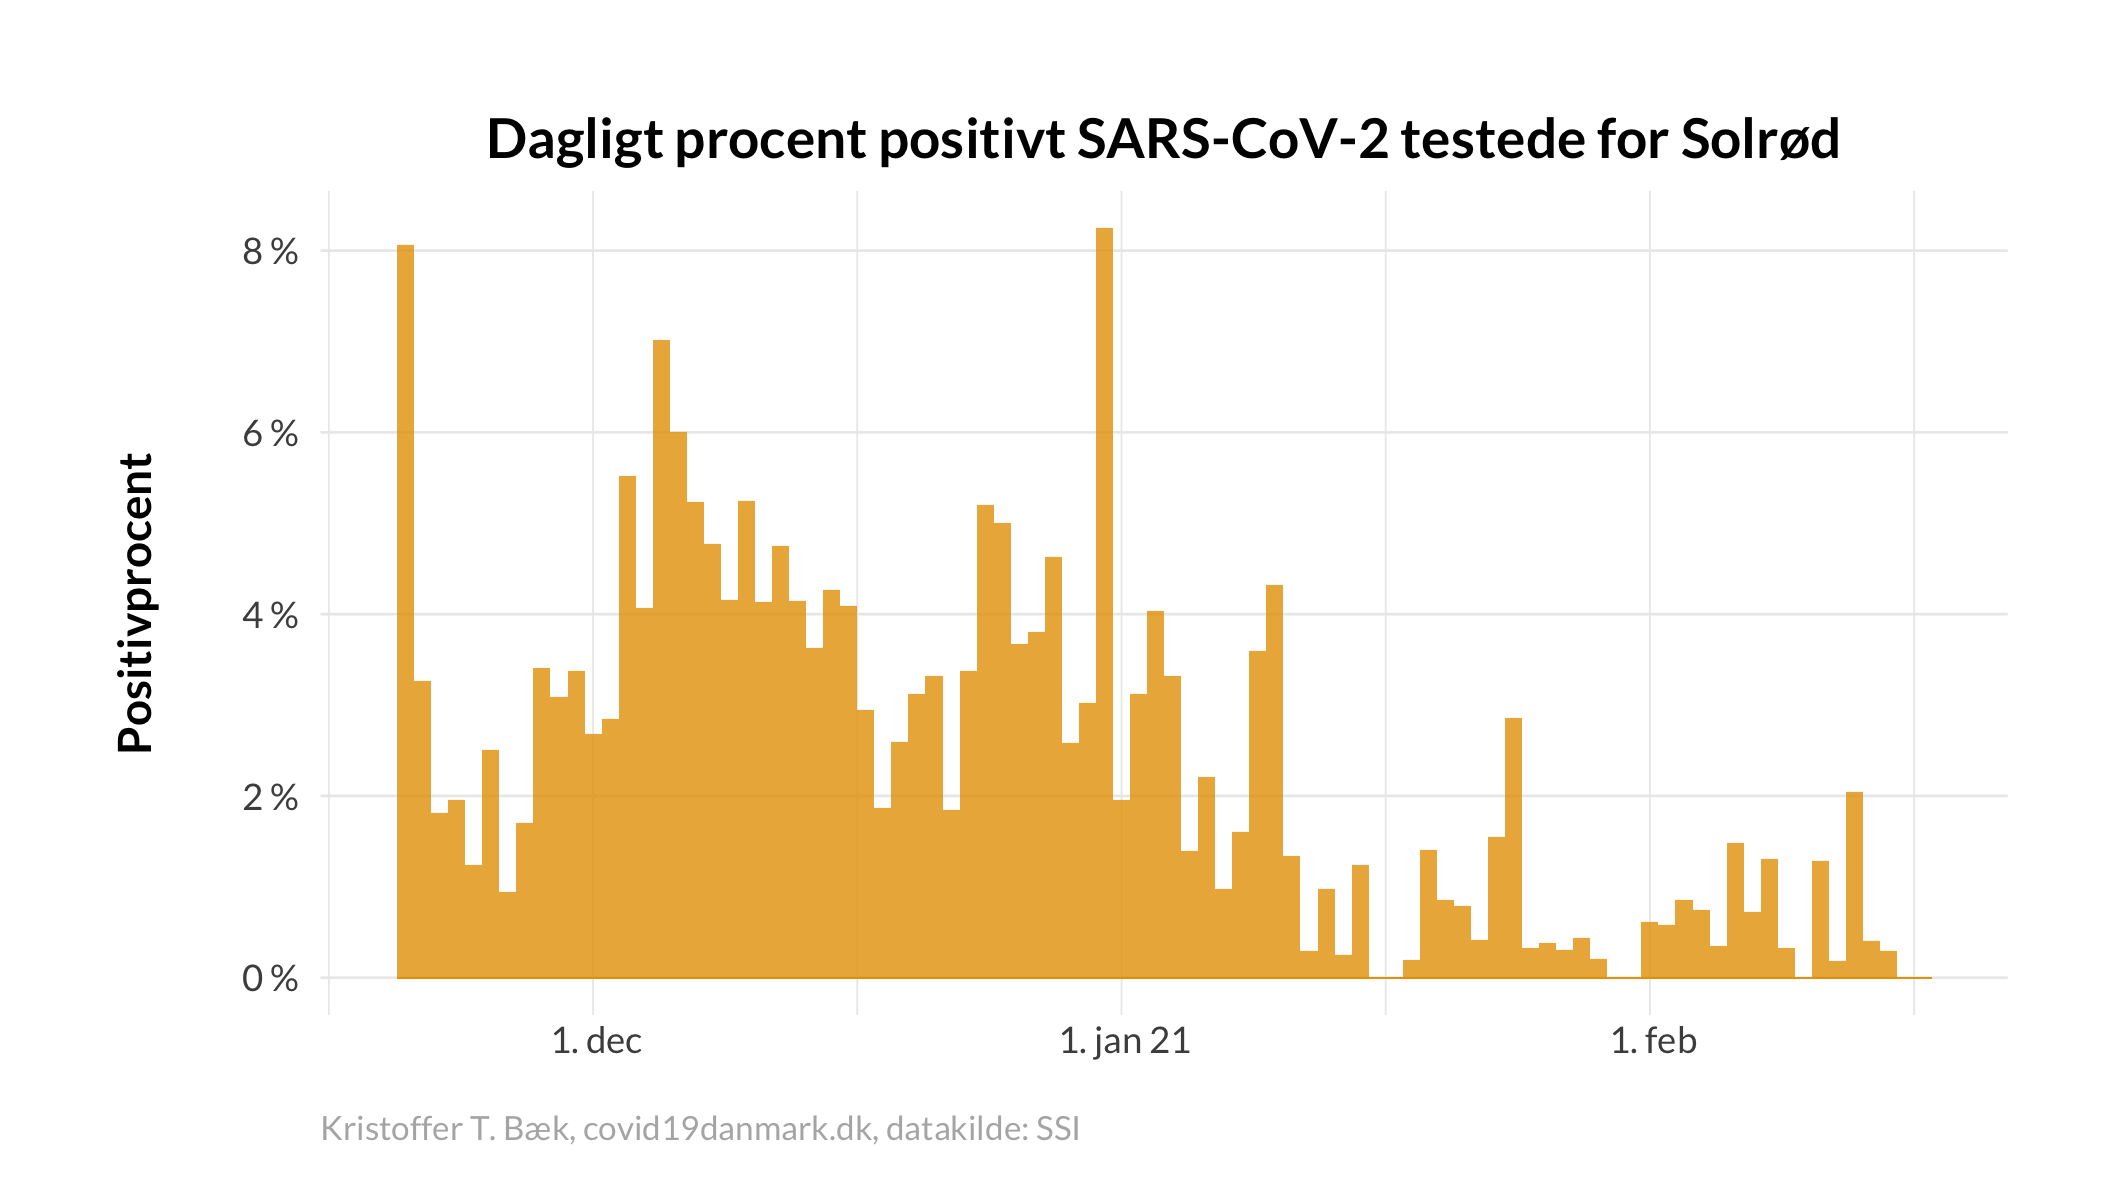 Dagligt procent positivt SARS-CoV-2 testede for Solrød
Positivprocent
8 %
6 %
4 %
2 %
0 %
1. dec
1. jan 21
1. feb
Kristoffer T. Bæk, covid19danmark.dk, datakilde: SSI